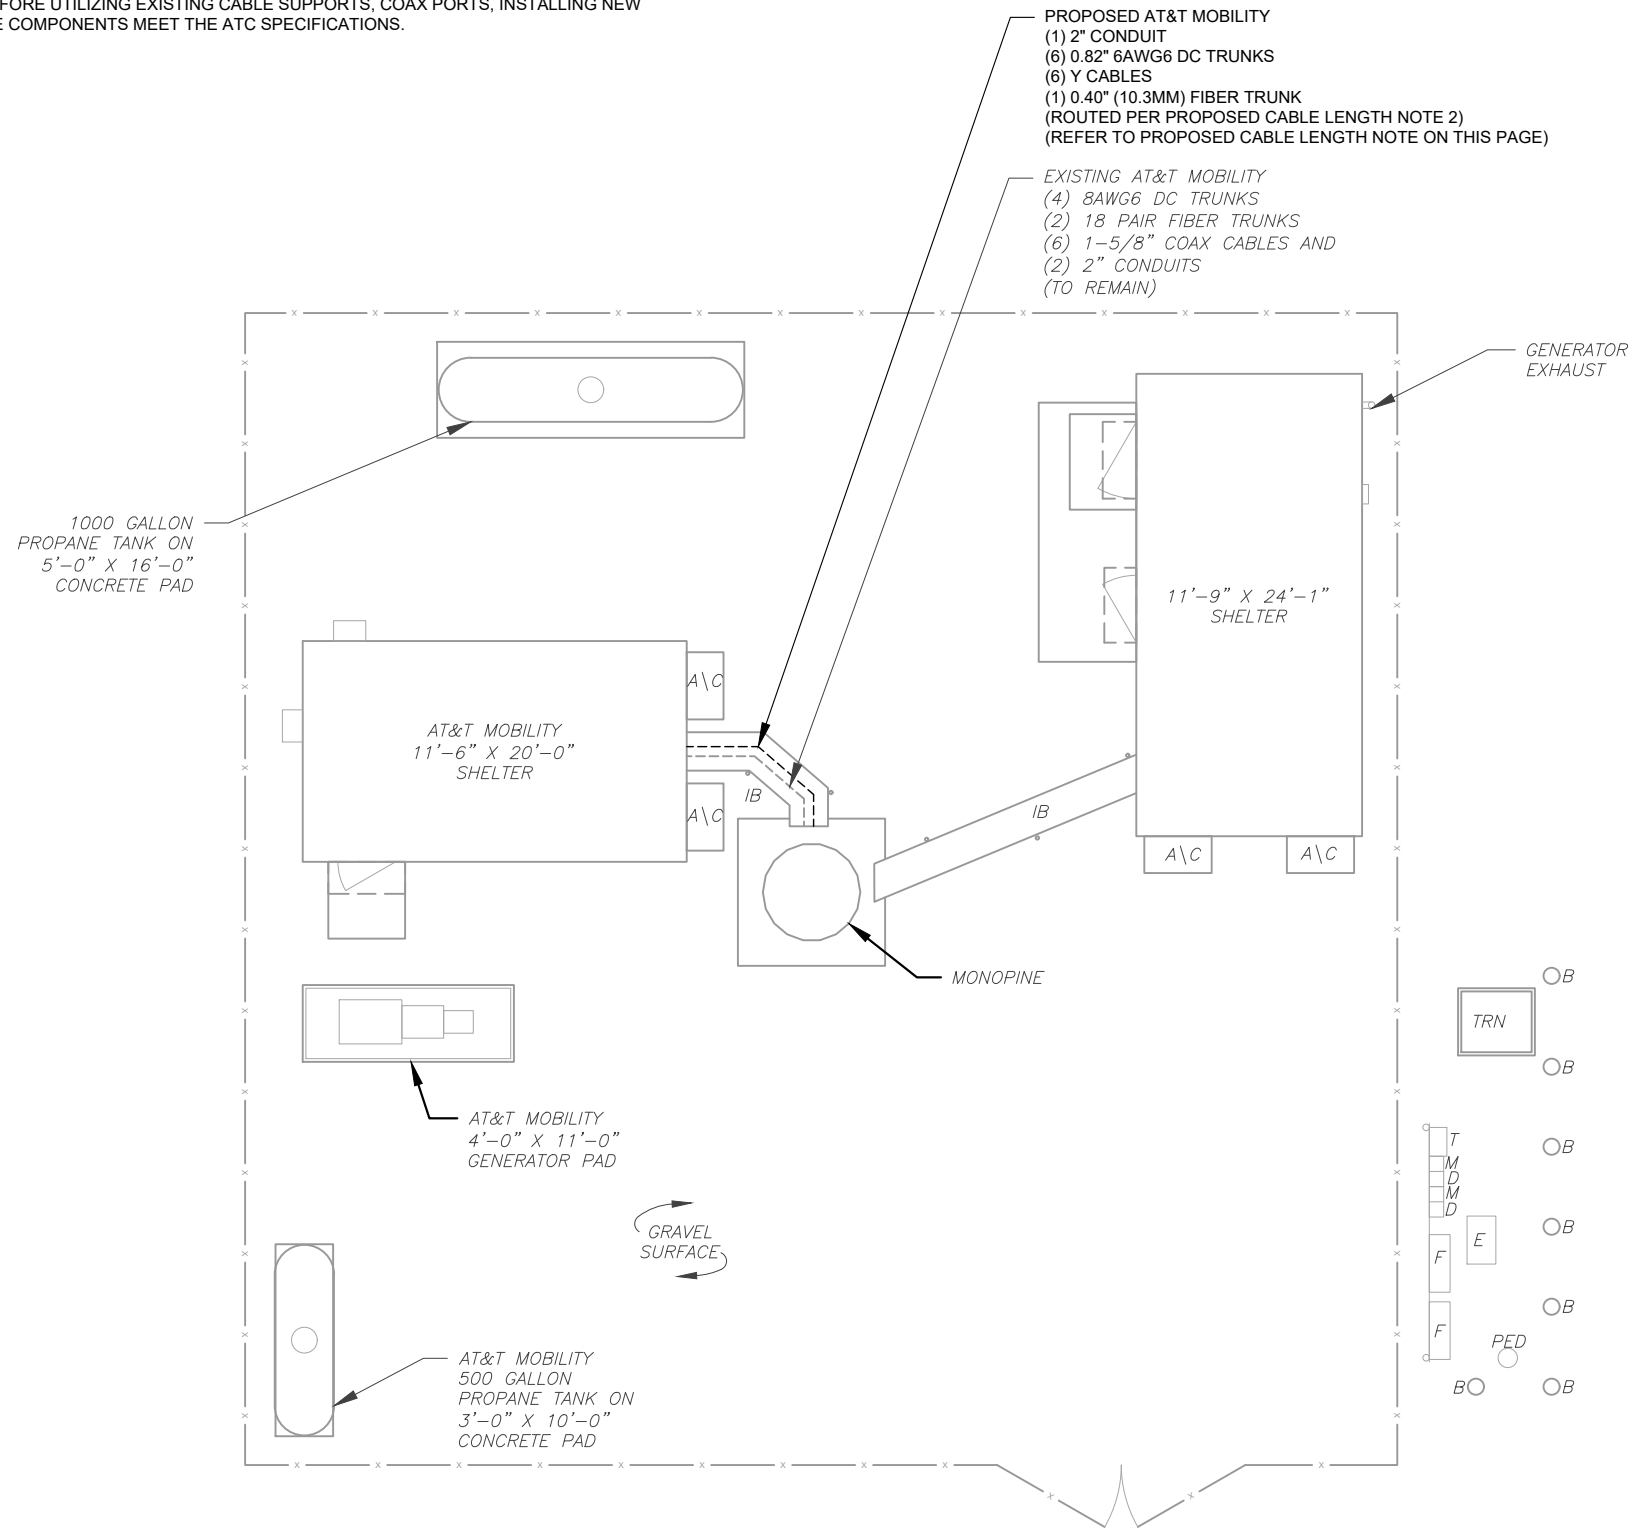 FORE UTILIZING EXISTING CABLE SUPPORTS, COAX PORTS, INSTALLING NEW
E COMPONENTS MEET THE ATC SPECIFICATIONS.
PROPOSED AT&T MOBILITY
(1) 2" CONDUIT
(6) 0.82" 6AWG6 DC TRUNKS
(6) Y CABLES
(1) 0.40" (10.3MM) FIBER TRUNK
(ROUTED PER PROPOSED CABLE LENGTH NOTE 2)
(REFER TO PROPOSED CABLE LENGTH NOTE ON THIS PAGE)
EXISTING AT&T MOBILITY
(4) 8AWG6 DC TRUNKS
(2) 18 PAIR FIBER TRUNKS
(6) 1-5/8" COAX CABLES AND
(2) 2" CONDUITS
(TO REMAIN)
GENERATOR
EXHAUST
1000 GALLON
PROPANE TANK ON
5'-0" X 16'-0"
CONCRETE PAD
11'-9" X 24'-1"
SHELTER
A\C
AT&T MOBILITY
11'-6" X 20'-0"
SHELTER
IB
A\C
IB
A\C
A\C
MONOPINE
B
TRN
B
AT&T MOBILITY
4'-0" X 11'-0"
GENERATOR PAD
T
B
M
D
M
D
GRAVEL
SURFACE
E
B
F
B
F
PED
B
B
AT&T MOBILITY
500 GALLON
PROPANE TANK ON
3'-0" X 10'-0"
CONCRETE PAD